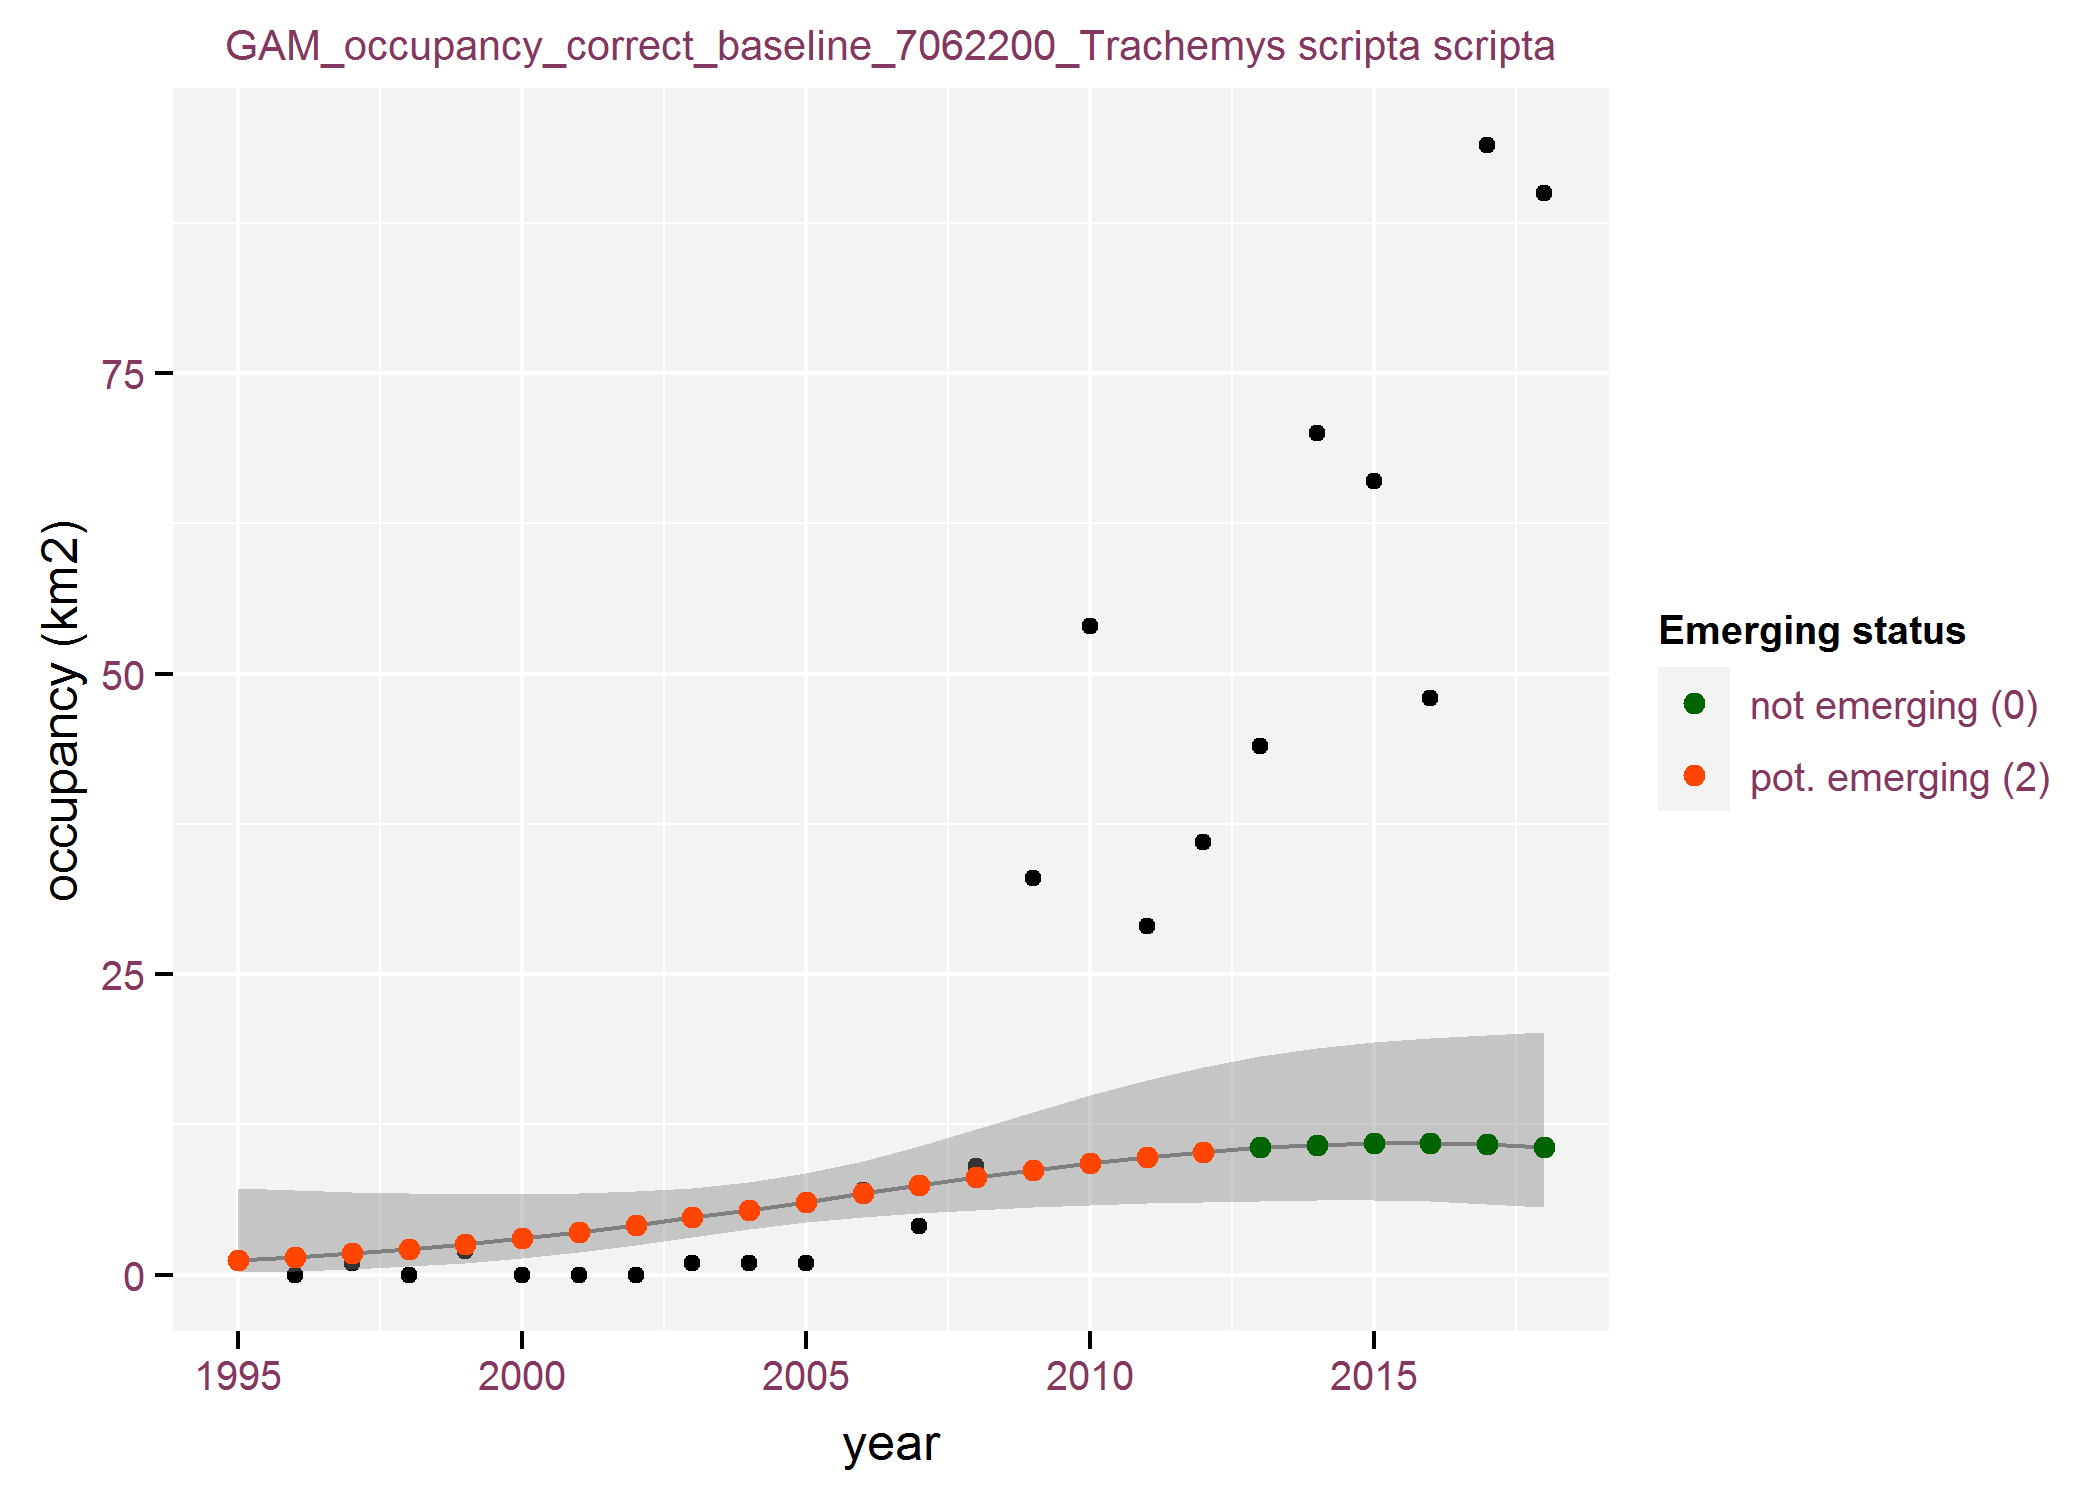 GAM_occupancy_correct_baseline_7062200_Trachemys scripta scripta
occupancy (km2)
75
50
25
0
1995 2000 2005 2010 2015
year
Emerging status
not emerging (0)
pot. emerging (2)